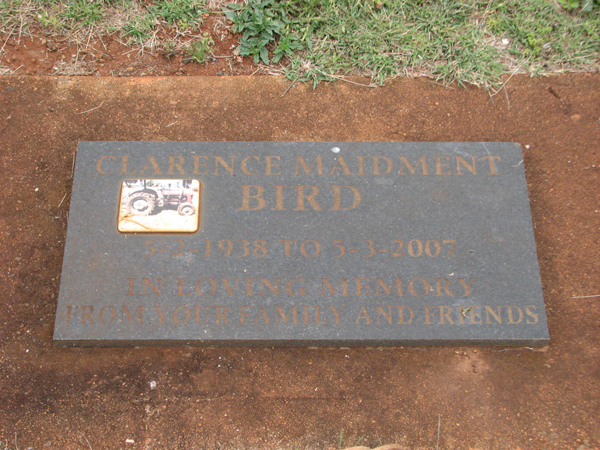 CLARENCE MAIDMENT
BIRD
3-2-1938 TO 5-3-2007
IN LOVING MEMORY
FROM YOUR FAMILY AND FRIENDS